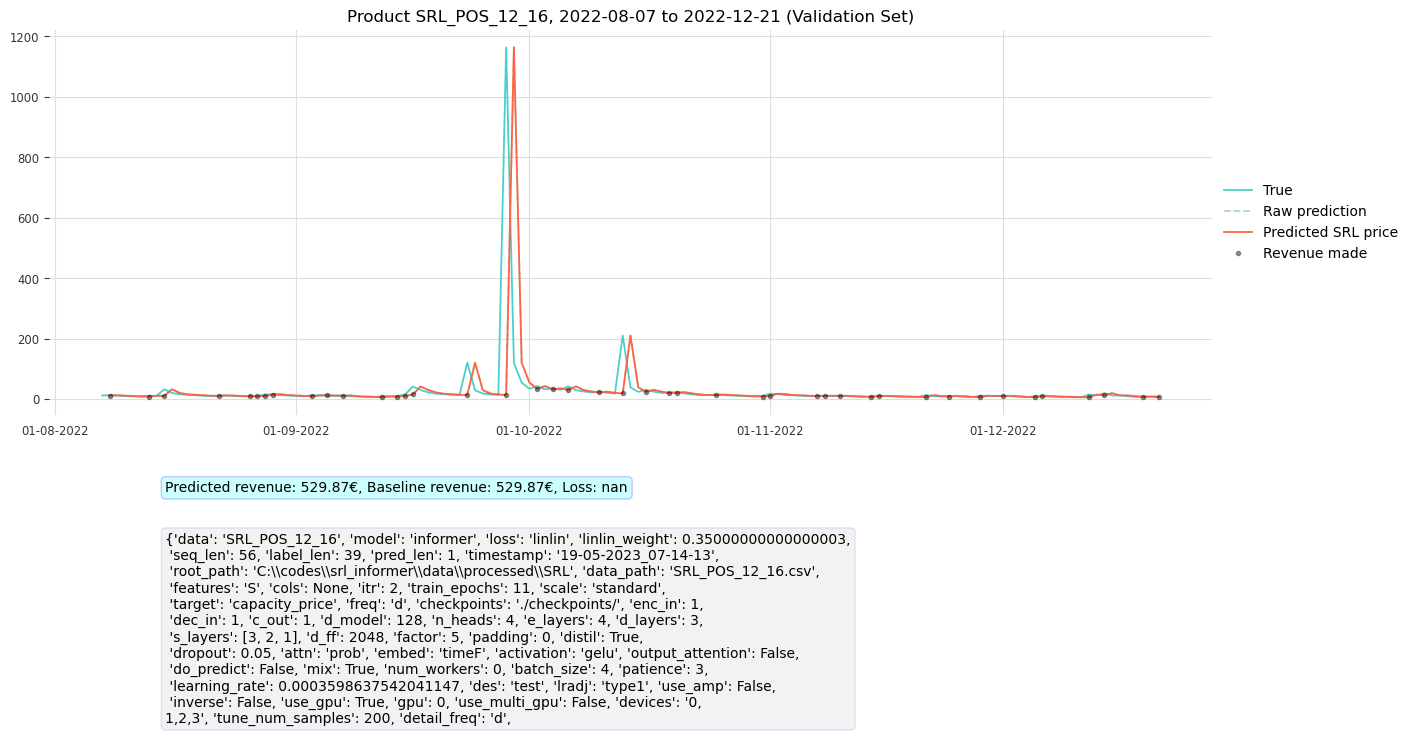 Product SRL_POS_12_16, 2022-08-07 to 2022-12-21 (Validation Set)
1200
1000
800
600
400
200
0
01-08-2022
01-09-2022
01-10-2022
01-11-2022
01-12-2022
True
Raw prediction
Predicted SRL price
Revenue made
Predicted revenue: 529.87€, Baseline revenue: 529.87€, Loss: nan
{'data': 'SRL_POS_12_16', 'model': 'informer', 'loss': 'linlin', 'linlin_weight': 0.35000000000000003,
'seq_len': 56, 'label_len': 39, 'pred_len': 1, 'timestamp': '19-05-2023_07-14-13',
'root_path': 'C:\\codes\\srl_informer\\data\\processed\\SRL', 'data_path': 'SRL_POS_12_16.csv',
'features': 'S', 'cols': None, 'itr': 2, 'train_epochs': 11, 'scale': 'standard',
'target': 'capacity_price', 'freq': 'd', 'checkpoints': './checkpoints/', 'enc_in': 1,
'dec_in': 1, 'c_out': 1, 'd_model': 128, 'n_heads': 4, 'e_layers': 4, 'd_layers': 3,
's_layers': [3, 2, 1], 'd_ff': 2048, 'factor': 5, 'padding': 0, 'distil': True,
'dropout': 0.05, 'attn': 'prob', 'embed': 'timeF', 'activation': 'gelu', 'output_attention': False,
'do_predict': False, 'mix': True, 'num_workers': 0, 'batch_size': 4, 'patience': 3,
'learning_rate': 0.0003598637542041147, 'des': 'test', 'lradj': 'type1', 'use_amp': False,
'inverse': False, 'use_gpu': True, 'gpu': 0, 'use_multi_gpu': False, 'devices': '0,
1,2,3', 'tune_num_samples': 200, 'detail_freq': 'd',